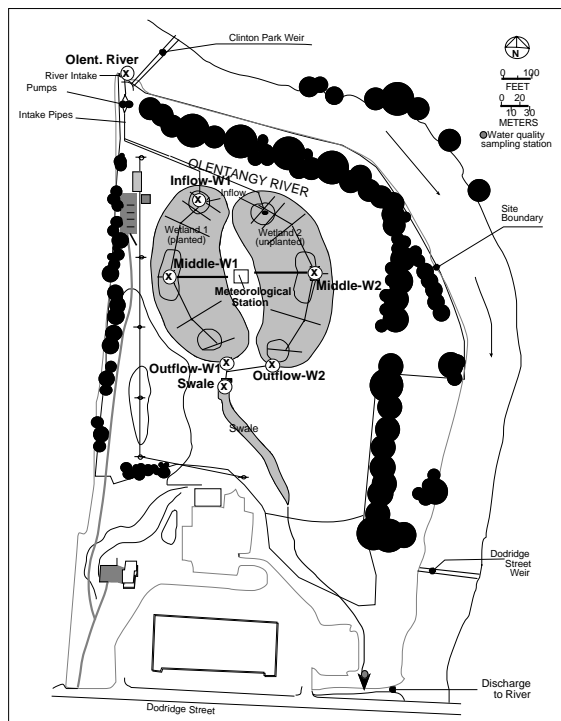 Clinton Park Weir
Olent. River
River Intake
Pumps
Intake Pipes
N
0 100
FEET
0 20
0 10 30
METERS
Water quality
sampling station
OLENTANGY RIVER
Inflow-W1
X
Inflow
Wetland 1
(planted)
Wetland 2
(unplanted)
Site
Boundary
Middle-W1
X
Meteorological
Station
X
Middle-W2
Outflow-W1
X
X
Outflow-W2
Swale
X
Swale
Dodridge
Street
Weir
Discharge
to River
Dodridge Street
X